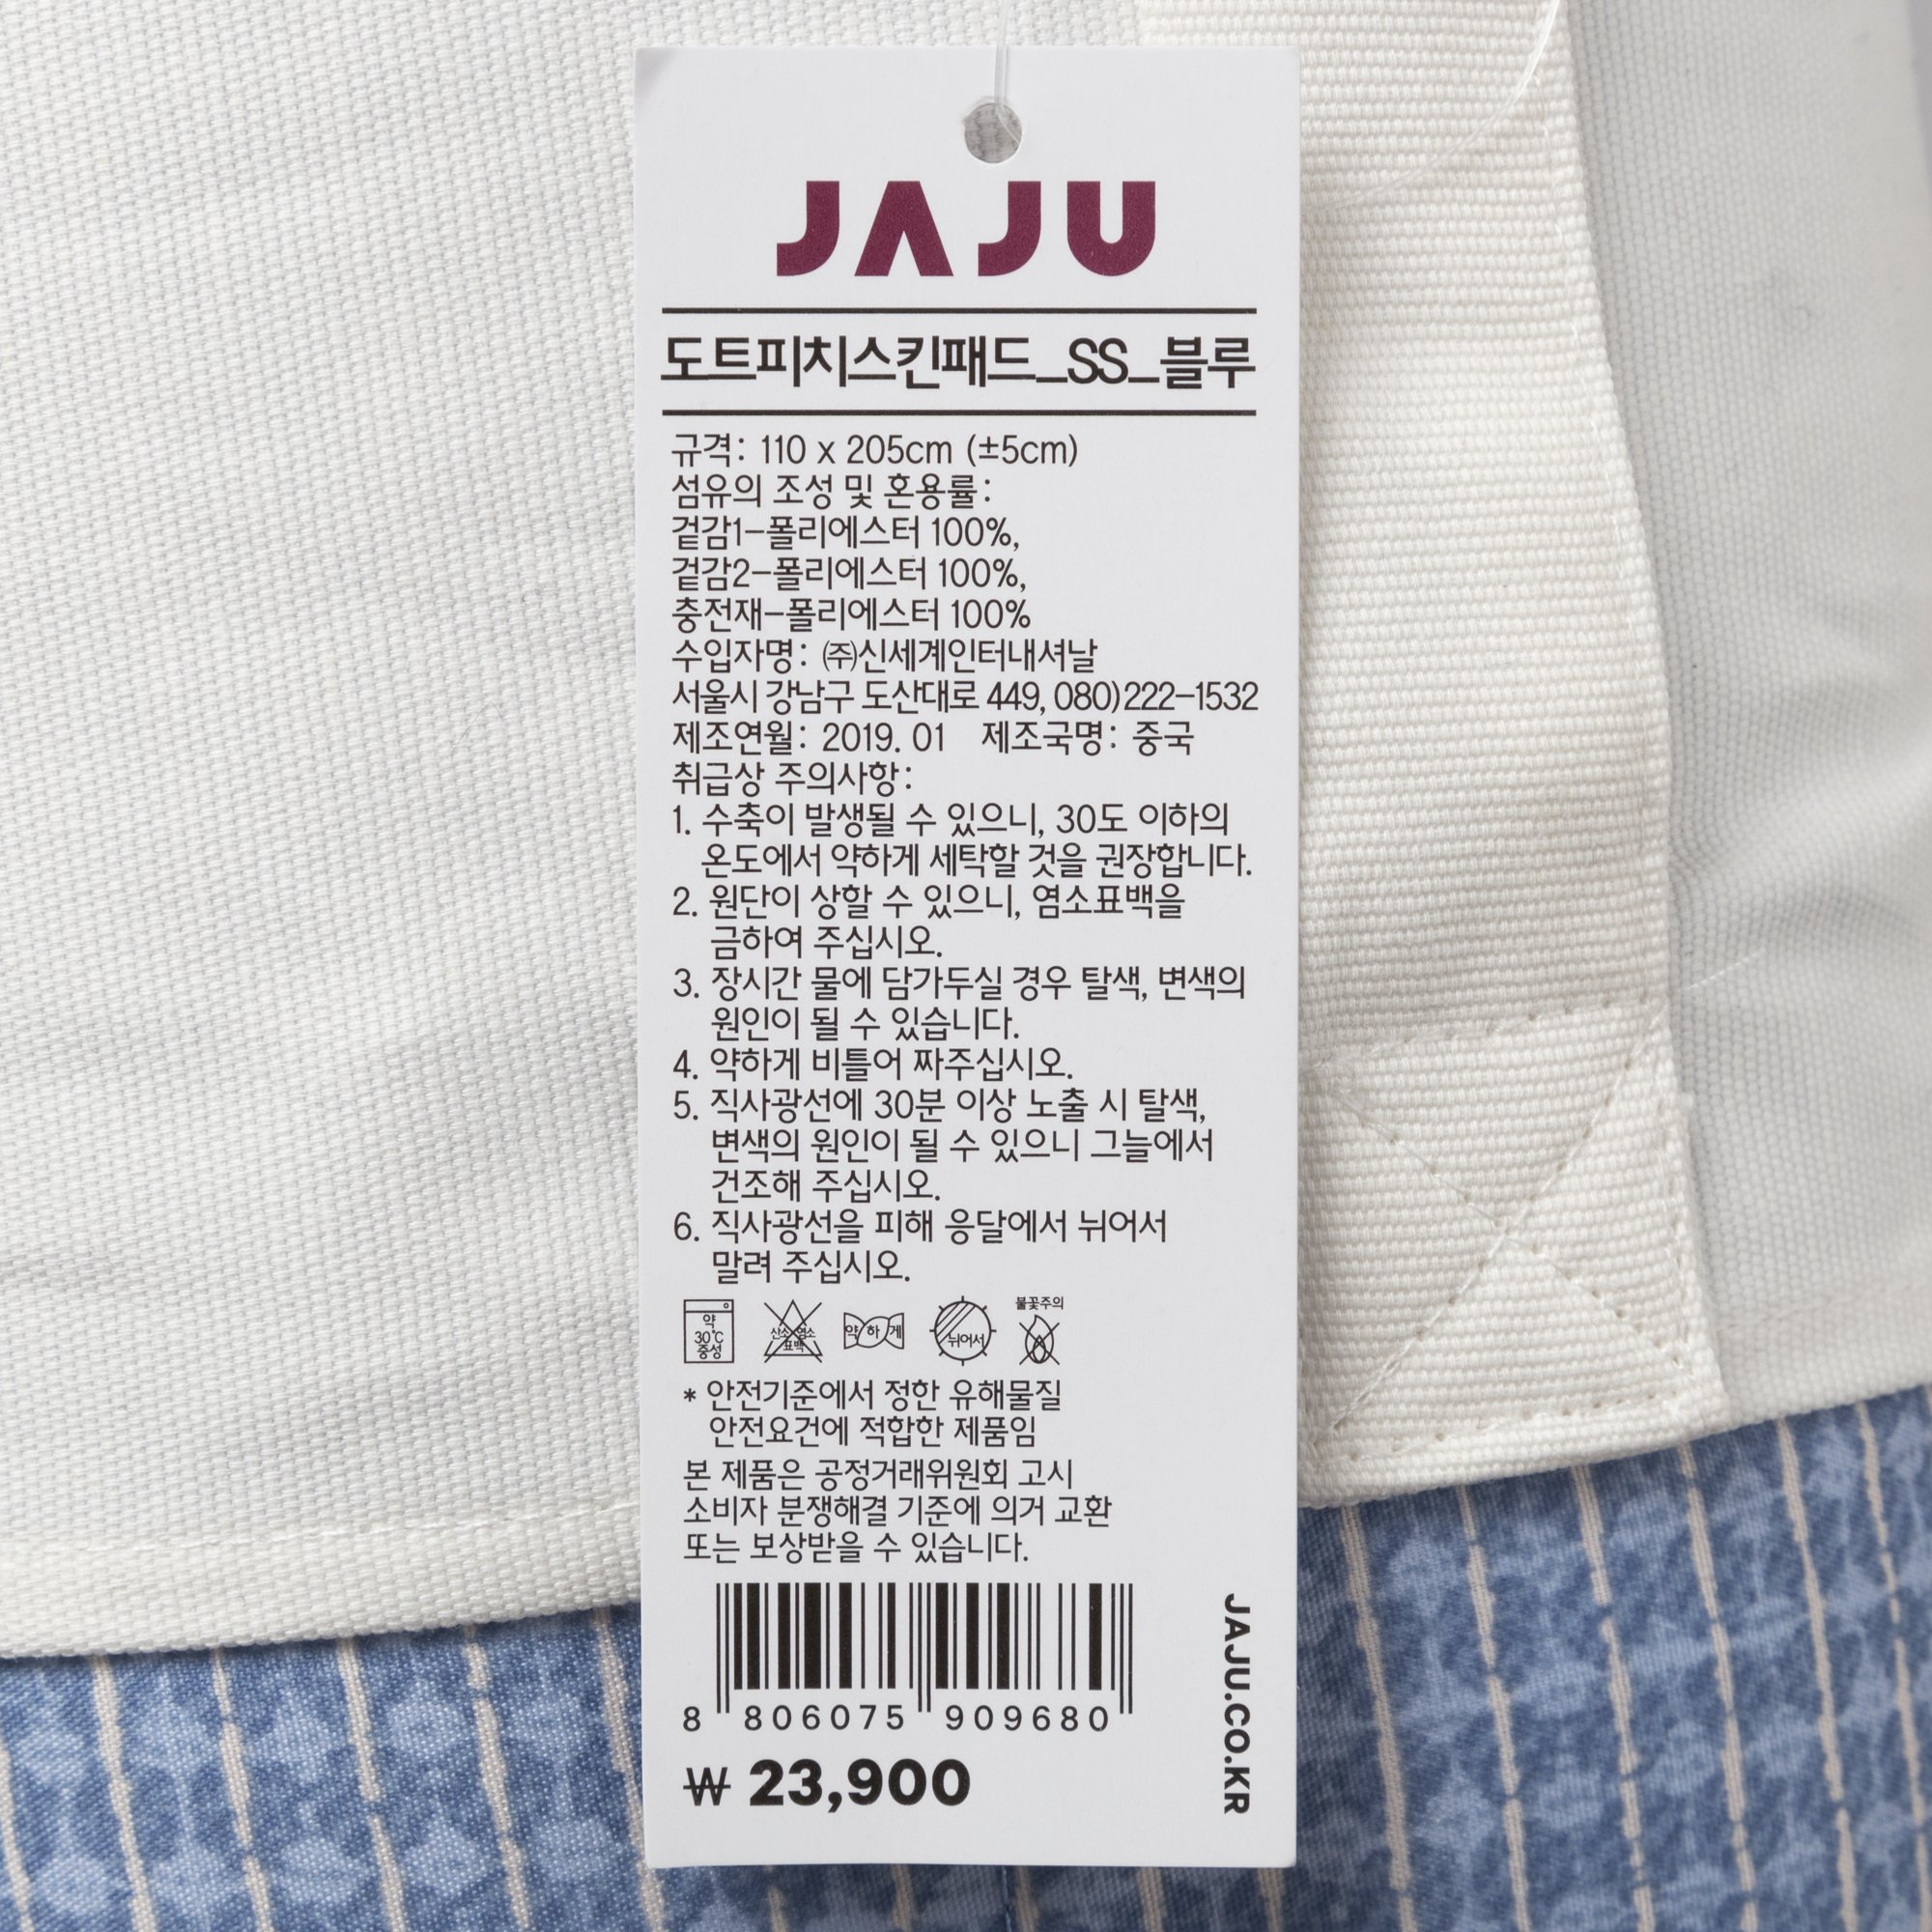 JAJU
도트피치스킨패드_SS_블루
규격: 110 x 205cm (±5cm)
섬유의 조성 및 혼용률:
겉감1-폴리에스터 100%,
겉감2-폴리에스터 100%,
충전재-폴리에스터 100%
수입자명: ㈜신세계인터내셔날
서울시 강남구 도산대로 449, 080)222-1532
제조연월: 2019. 01 제조국명: 중국
취급상 주의사항:
1. 수축이 발생될 수 있으니, 30도 이하의
온도에서 약하게 세탁할 것을 권장합니다.
2. 원단이 상할 수 있으니, 염소표백을
금하여 주십시오.
3. 장시간 물에 담가두실 경우 탈색, 변색의
원인이 될 수 있습니다.
4. 약하게 비틀어 짜주십시오.
5. 직사광선에 30분 이상 노출 시 탈색,
변색의 원인이 될 수 있으니 그늘에서
건조해 주십시오.
6. 직사광선을 피해 응달에서 뉘어서
말려 주십시오.
불꽃주의
약
30℃
중성
산소 염소
표백
약하게
뉘어서
* 안전기준에서 정한 유해물질
안전요건에 적합한 제품임
본 제품은 공정거래위원회 고시
소비자 분쟁해결 기준에 의거 교환
또는 보상받을 수 있습니다.
8 806075 909680
₩ 23,900
JAJU.CO.KR